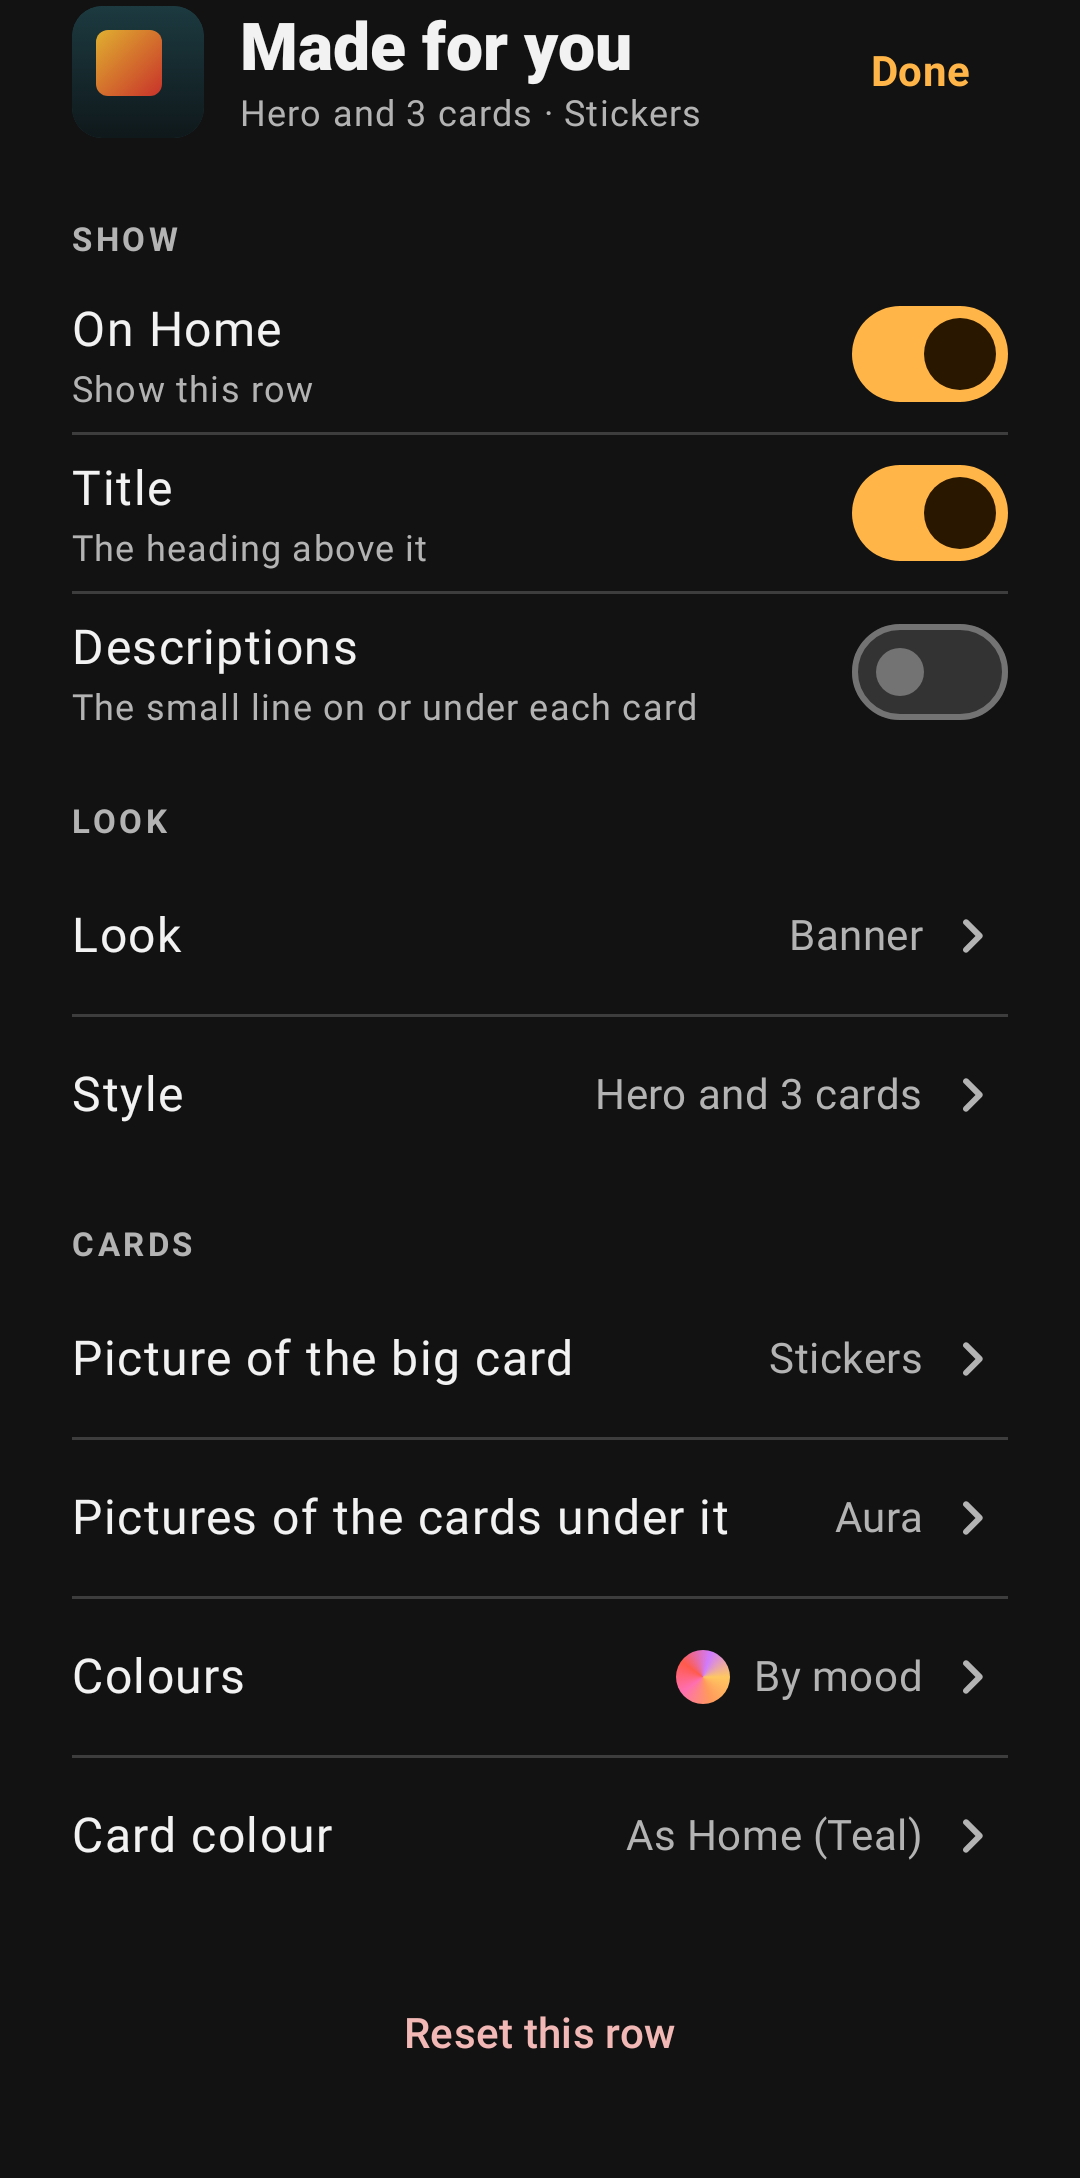 Made for you
Done
Hero and 3 cards · Stickers
SHOW
On Home
Show this row
Title
The heading above it
Descriptions
The small line on or under each card
LOOK
Look
Banner
Style
Hero and 3 cards
CARDS
Picture of the big card
Stickers
Pictures of the cards under it
Aura
Colours
By mood
Card colour
As Home (Teal)
Reset this row